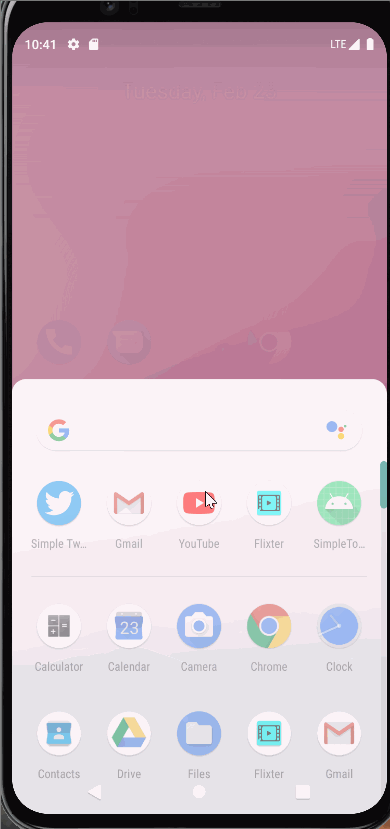 10:41 LTE
Tuesday, Feb 2
Simple Tw... Gmail YouTube Flixter SimpleTo...
23
Calculator Calendar Camera Chrome Clock
Contacts Drive Files Flixter Gmail